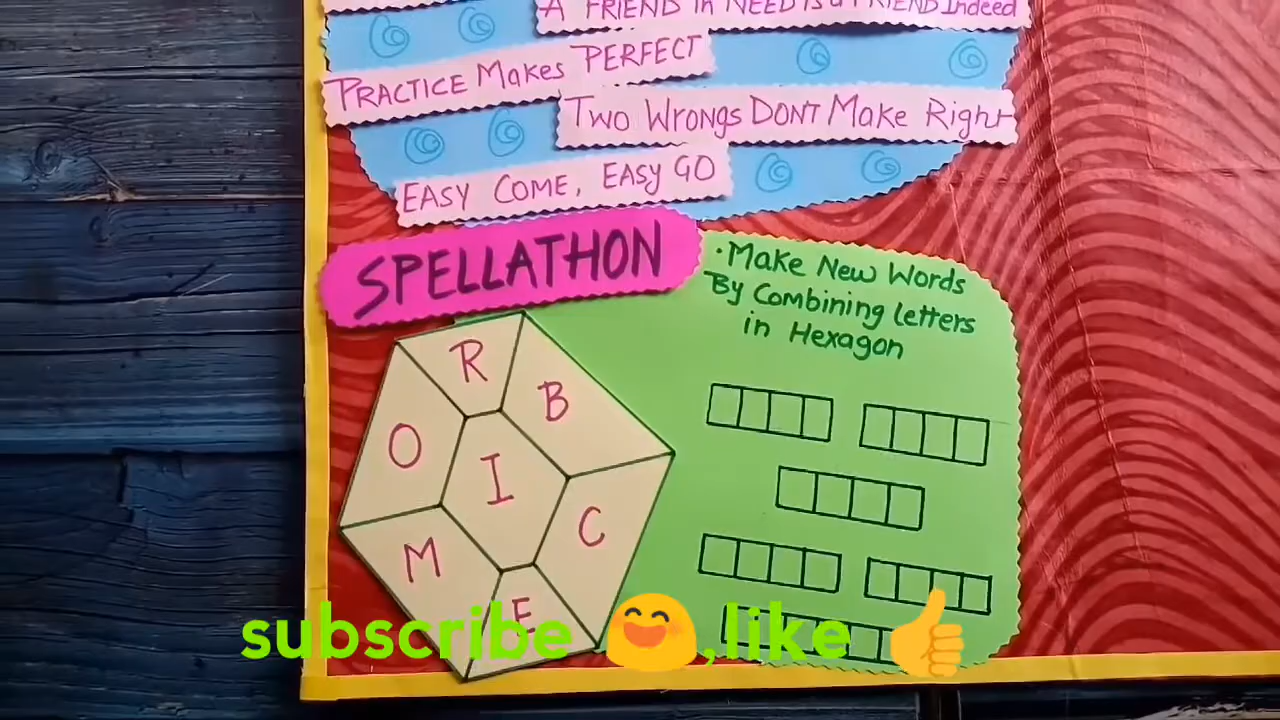 A FRIEND in NEED is a FRIEND Indeed
PRACTICE Makes PERFECT
Two Wrongs DONT Make Right
EASY COME, EASY GO
SPELLATHON
· Make New Words
By Combining letters
in Hexagon
R
B
O
I
C
M
E
subscribe 😄,like 👍